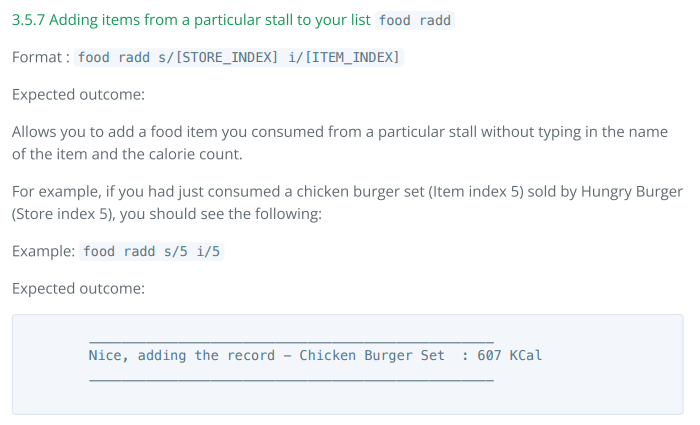 3.5.7 Adding items from a particular stall to your list food radd
Format : food radd s/[STORE_INDEX] i/[ITEM_INDEX]
Expected outcome:
Allows you to add a food item you consumed from a particular stall without typing in the name
of the item and the calorie count.
For example, if you had just consumed a chicken burger set (Item index 5) sold by Hungry Burger
(Store index 5), you should see the following:
Example: food radd s/5 i/5
Expected outcome:
Nice, adding the record – Chicken Burger Set  : 607 KCal